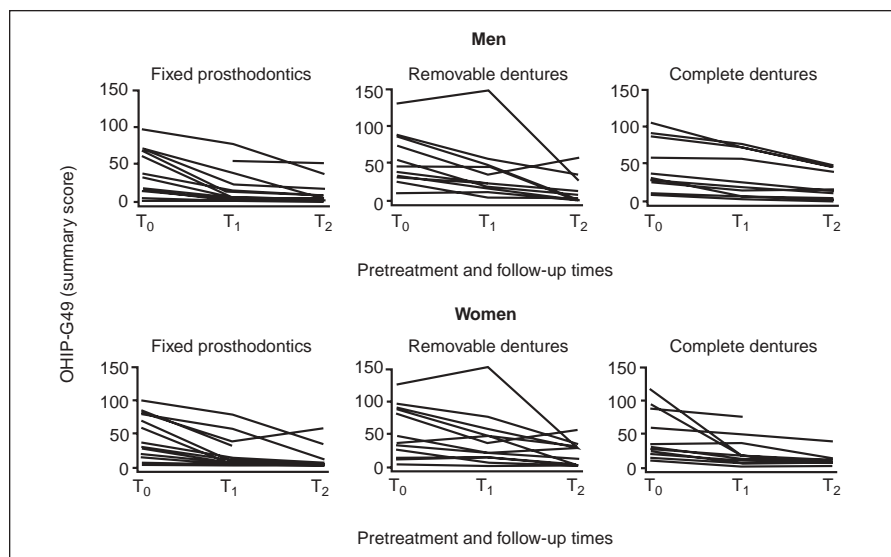 Men
Fixed prosthodontics Removable dentures Complete dentures
150 150 150
100 100 100
50 50 50
0 0 0
T0 T1 T2 T0 T1 T2 T0 T1 T2
Pretreatment and follow-up times
OHIP-G49 (summary score)
Women
Fixed prosthodontics Removable dentures Complete dentures
150 150 150
100 100 100
50 50 50
0 0 0
T0 T1 T2 T0 T1 T2 T0 T1 T2
Pretreatment and follow-up times